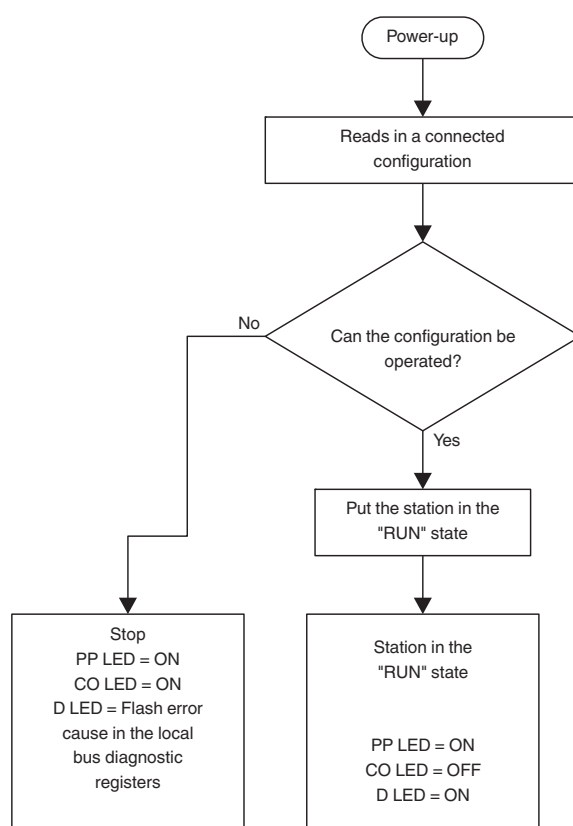 Power-up
Reads in a connected
configuration
Can the configuration be
operated?
No
Yes
Put the station in the
"RUN" state
Stop
PP LED = ON
CO LED = ON
D LED = Flash error
cause in the local
bus diagnostic
registers
Station in the
"RUN" state
PP LED = ON
CO LED = OFF
D LED = ON